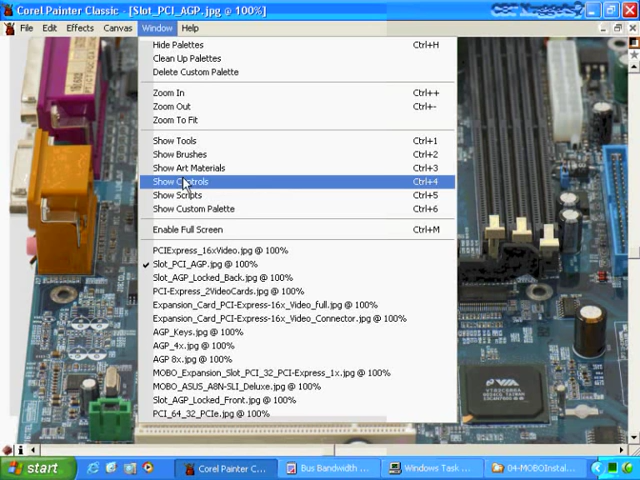 Corel Painter Classic - [Slot_PCI_AGP.jpg @ 100%]
CBT Nuggets
File Edit Effects Canvas Window Help
Hide Palettes Ctrl+H
Clean Up Palettes
Delete Custom Palette
Zoom In Ctrl++
Zoom Out Ctrl+-
Zoom To Fit
Show Tools Ctrl+1
Show Brushes Ctrl+2
Show Art Materials Ctrl+3
Show Controls Ctrl+4
Show Scripts Ctrl+5
Show Custom Palette Ctrl+6
Enable Full Screen Ctrl+M
PCIExpress_16xVideo.jpg @ 100%
Slot_PCI_AGP.jpg @ 100%
Slot_AGP_Locked_Back.jpg @ 100%
PCI-Express_2VideoCards.jpg @ 100%
Expansion_Card_PCI-Express-16x_Video_full.jpg @ 100%
Expansion_Card_PCI-Express-16x_Video_Connector.jpg @ 100%
AGP_Keys.jpg @ 100%
AGP_4x.jpg @ 100%
AGP 8x.jpg @ 100%
MOBO_Expansion_Slot_PCI_32_PCI-Express_1x.jpg @ 100%
MOBO_ASUS_A8N-SLI_Deluxe.jpg @ 100%
Slot_AGP_Locked_Front.jpg @ 100%
PCI_64_32_PCIe.jpg @ 100%
VIA
start
Corel Painter C...
Bus Bandwidth ...
Windows Task ...
04-MOBOInstal...